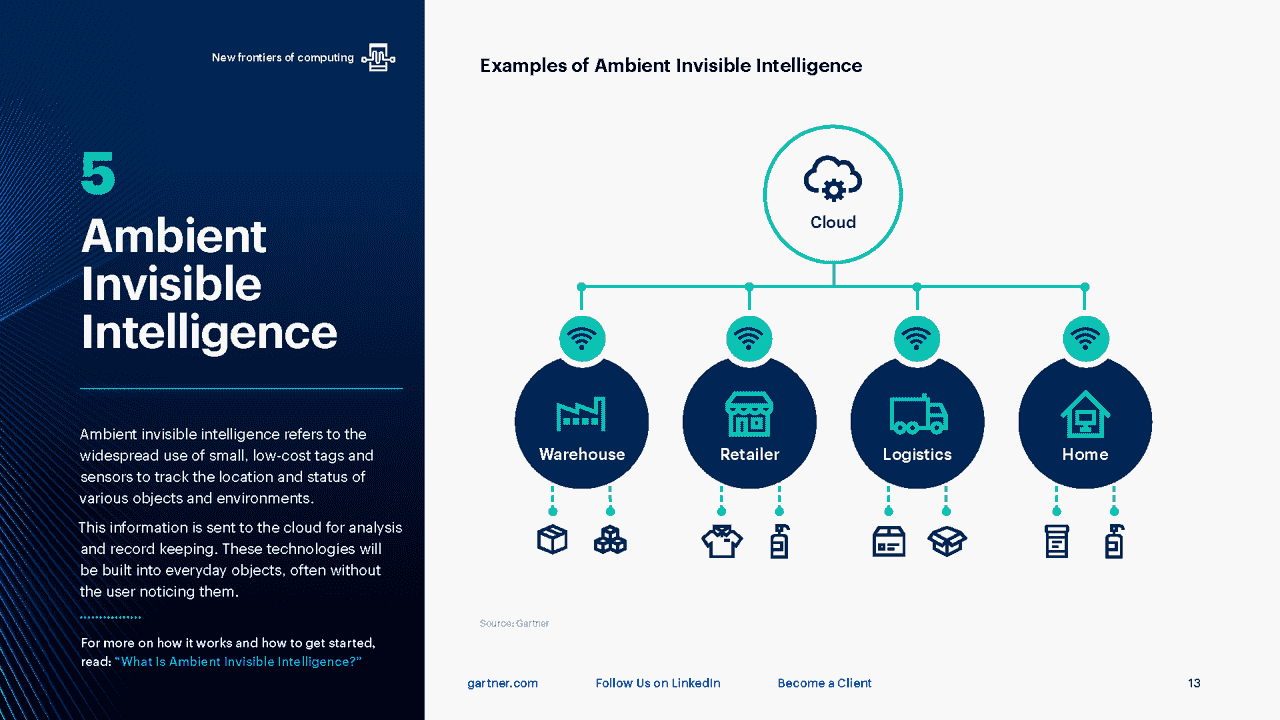 New frontiers of computing
5
Ambient
Invisible
Intelligence
Ambient invisible intelligence refers to the
widespread use of small, low-cost tags and
sensors to track the location and status of
various objects and environments.
This information is sent to the cloud for analysis
and record keeping. These technologies will
be built into everyday objects, often without
the user noticing them.
For more on how it works and how to get started,
read: “What Is Ambient Invisible Intelligence?”
Examples of Ambient Invisible Intelligence
Cloud
Warehouse
Retailer
Logistics
Home
Source: Gartner
gartner.com
Follow Us on LinkedIn
Become a Client
13